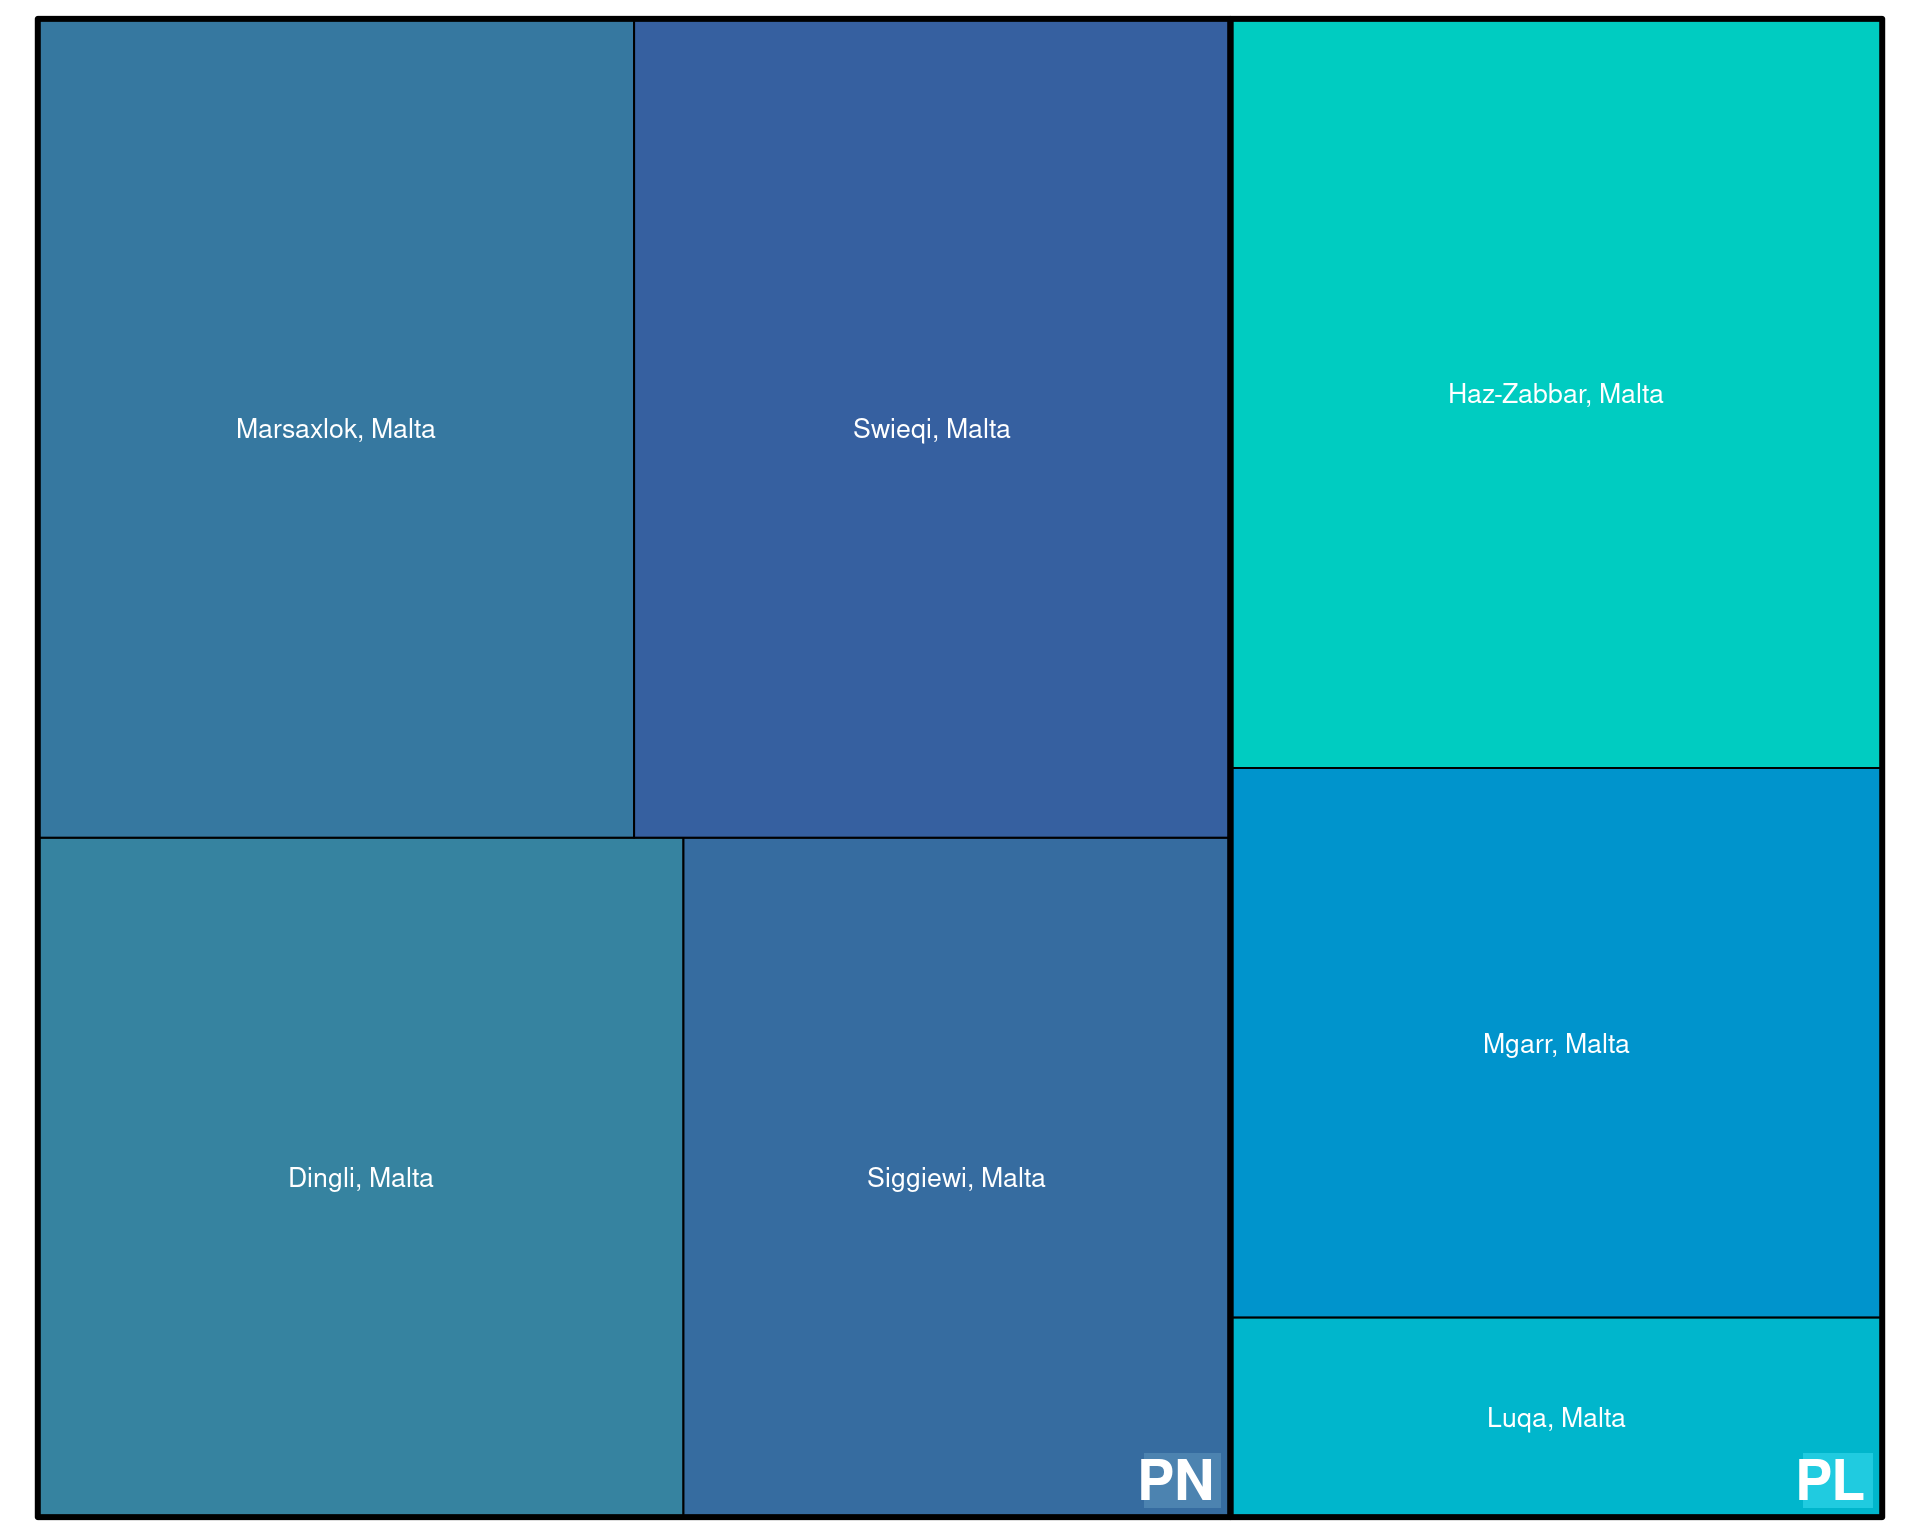 Marsaxlok, Malta
Swieqi, Malta
Haz-Zabbar, Malta
Mgarr, Malta
Dingli, Malta
Siggiewi, Malta
Luqa, Malta
PN
PL